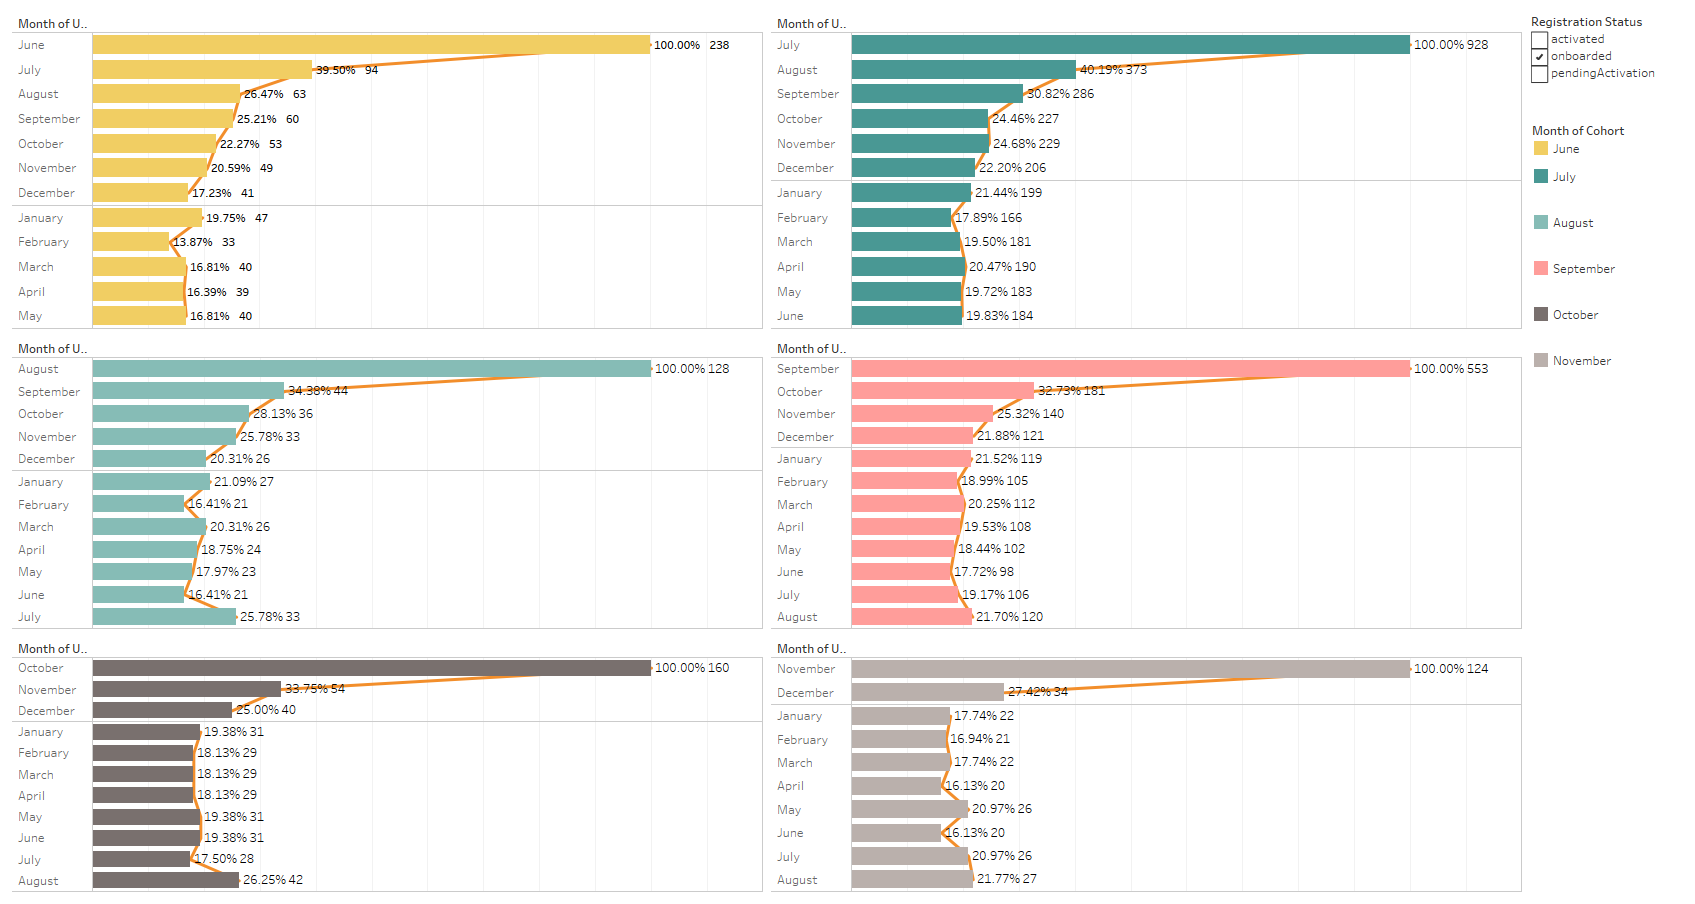 Month of U..
June 100.00% 238
July 39.50% 94
August 26.47% 63
September 25.21% 60
October 22.27% 53
November 20.59% 49
December 17.23% 41
January 19.75% 47
February 13.87% 33
March 16.81% 40
April 16.39% 39
May 16.81% 40
Month of U..
July 100.00% 928
August 40.19% 373
September 30.82% 286
October 24.46% 227
November 24.68% 229
December 22.20% 206
January 21.44% 199
February 17.89% 166
March 19.50% 181
April 20.47% 190
May 19.72% 183
June 19.83% 184
Month of U..
August 100.00% 128
September 34.38% 44
October 28.13% 36
November 25.78% 33
December 20.31% 26
January 21.09% 27
February 16.41% 21
March 20.31% 26
April 18.75% 24
May 17.97% 23
June 16.41% 21
July 25.78% 33
Month of U..
September 100.00% 553
October 32.73% 181
November 25.32% 140
December 21.88% 121
January 21.52% 119
February 18.99% 105
March 20.25% 112
April 19.53% 108
May 18.44% 102
June 17.72% 98
July 19.17% 106
August 21.70% 120
Month of U..
October 100.00% 160
November 33.75% 54
December 25.00% 40
January 19.38% 31
February 18.13% 29
March 18.13% 29
April 18.13% 29
May 19.38% 31
June 19.38% 31
July 17.50% 28
August 26.25% 42
Month of U..
November 100.00% 124
December 27.42% 34
January 17.74% 22
February 16.94% 21
March 17.74% 22
April 16.13% 20
May 20.97% 26
June 16.13% 20
July 20.97% 26
August 21.77% 27
Registration Status
activated
onboarded
pendingActivation
Month of Cohort
June
July
August
September
October
November